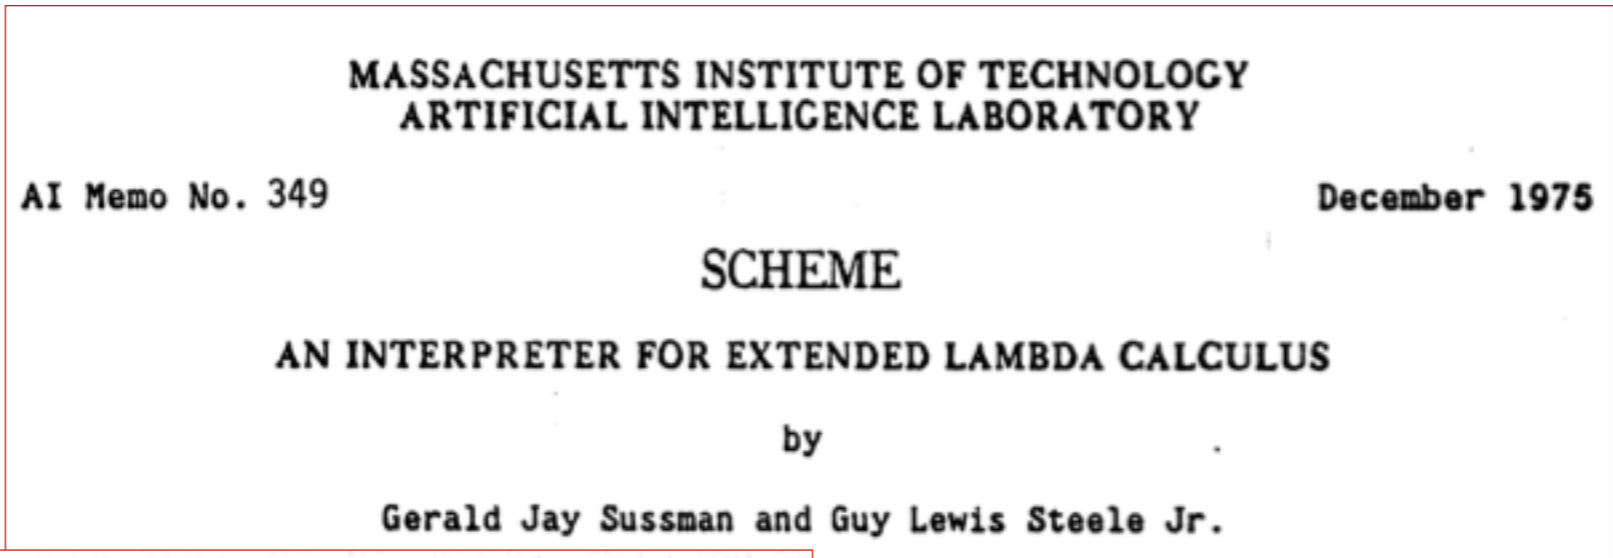 MASSACHUSETTS INSTITUTE OF TECHNOLOGY
ARTIFICIAL INTELLIGENCE LABORATORY
AI Memo No. 349 December 1975
SCHEME
AN INTERPRETER FOR EXTENDED LAMBDA CALCULUS
by
Gerald Jay Sussman and Guy Lewis Steele Jr.